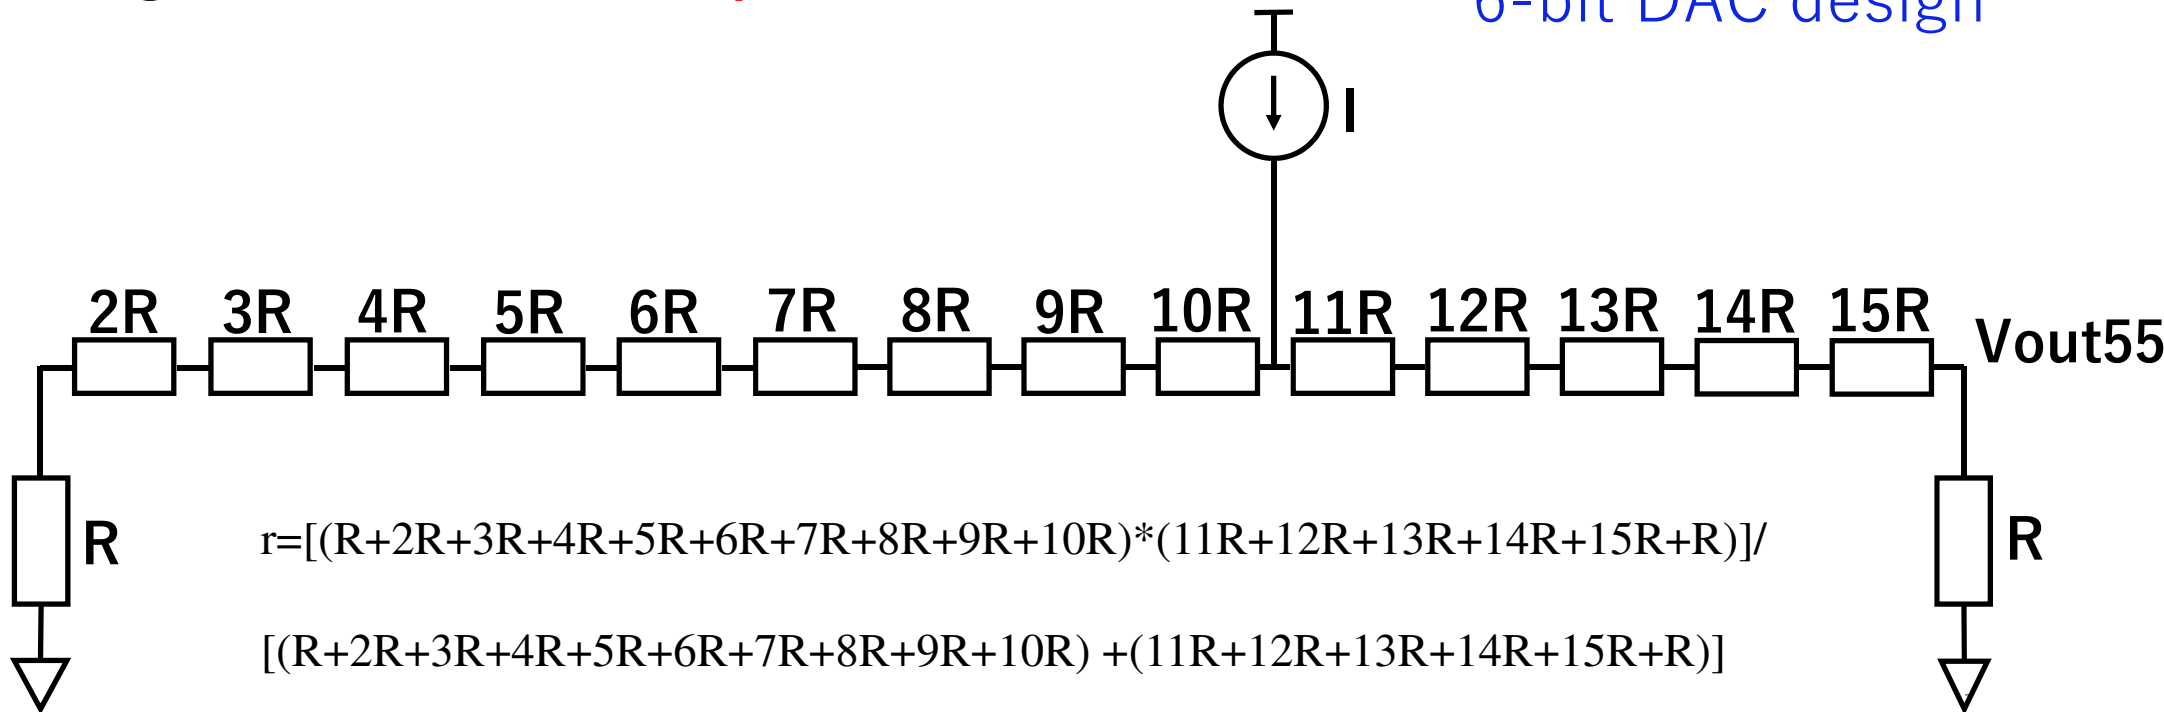 6-bit DAC design
I
2R 3R 4R 5R 6R 7R 8R 9R 10R 11R 12R 13R 14R 15R Vout55
R r=[(R+2R+3R+4R+5R+6R+7R+8R+9R+10R)*(11R+12R+13R+14R+15R+R)]/ R
[(R+2R+3R+4R+5R+6R+7R+8R+9R+10R) +(11R+12R+13R+14R+15R+R)]